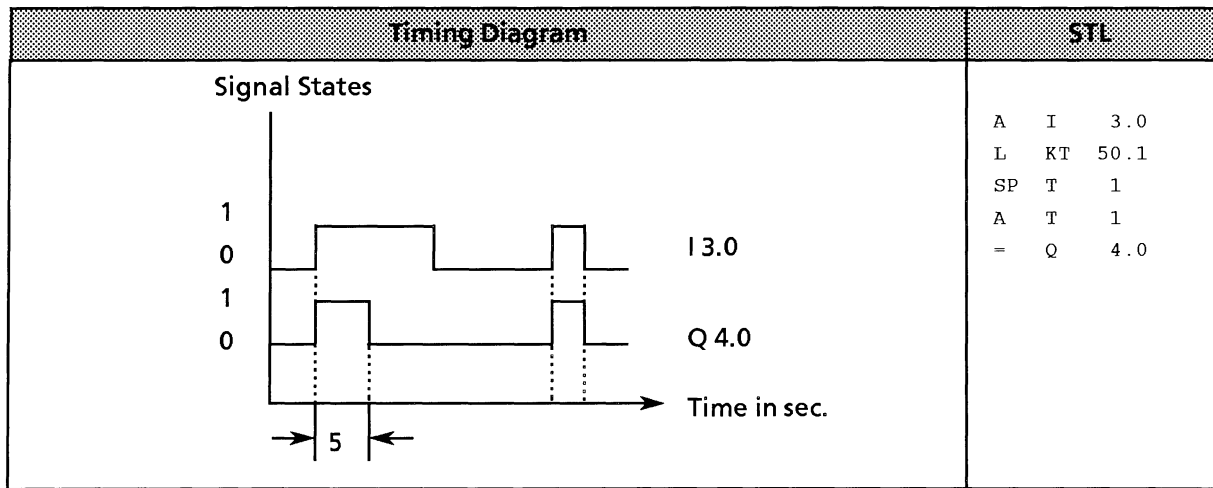 Timing Diagram
STL
Signal States
1
0
I 3.0
1
0
Q 4.0
Time in sec.
5
A I 3.0
L KT 50.1
SP T 1
A T 1
= Q 4.0